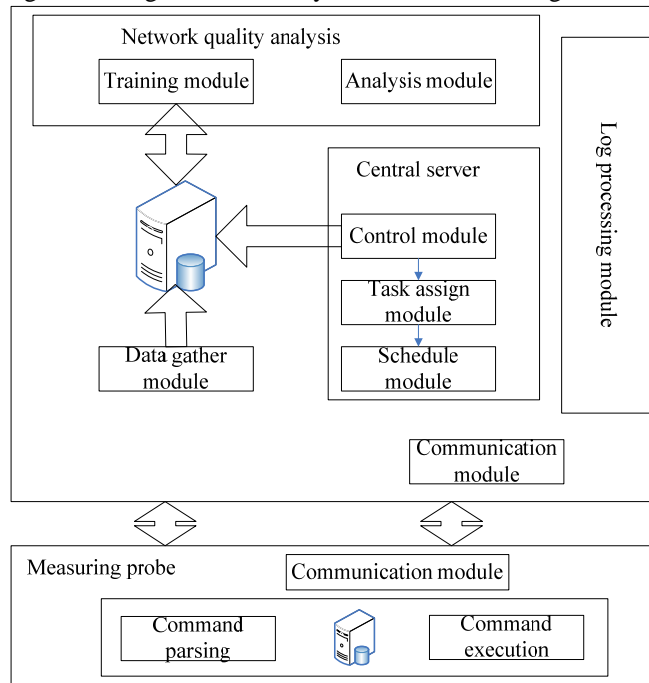 Network quality analysis
Training module
Analysis module
Central server
Control module
Task assign
module
Schedule
module
Data gather
module
Log processing module
Communication
module
Measuring probe
Communication module
Command
parsing
Command
execution